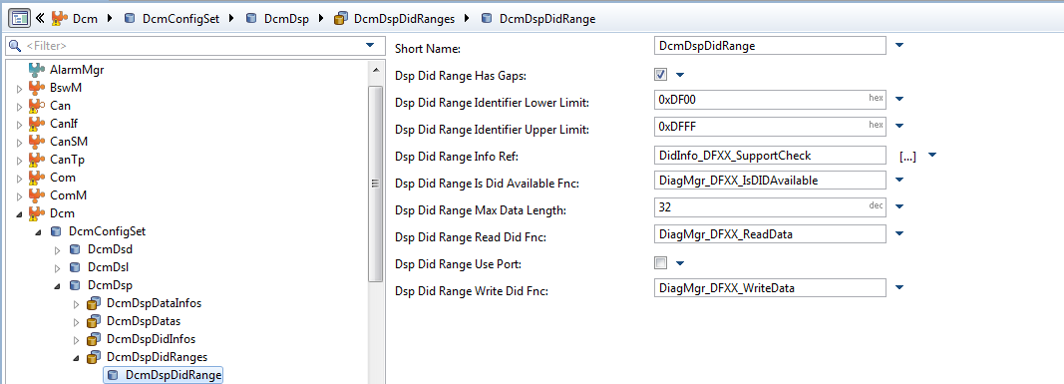 Dcm DcmConfigSet DcmDsp DcmDspDidRanges DcmDspDidRange
<Filter>
AlarmMgr
BswM
Can
CanIf
CanSM
CanTp
Com
ComM
Dcm
DcmConfigSet
DcmDsd
DcmDsl
DcmDsp
DcmDspDataInfos
DcmDspDatas
DcmDspDidInfos
DcmDspDidRanges
DcmDspDidRange
Short Name: DcmDspDidRange
Dsp Did Range Has Gaps:
Dsp Did Range Identifier Lower Limit: 0xDF00 hex
Dsp Did Range Identifier Upper Limit: 0xDFFF hex
Dsp Did Range Info Ref: DidInfo_DFXX_SupportCheck [...]
Dsp Did Range Is Did Available Fnc: DiagMgr_DFXX_IsDIDAvailable
Dsp Did Range Max Data Length: 32 dec
Dsp Did Range Read Did Fnc: DiagMgr_DFXX_ReadData
Dsp Did Range Use Port:
Dsp Did Range Write Did Fnc: DiagMgr_DFXX_WriteData